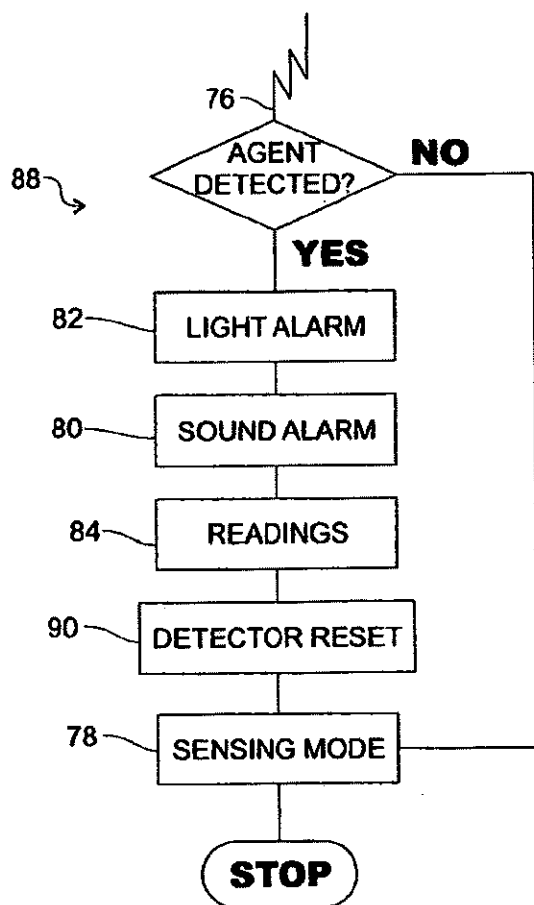 76
AGENT
DETECTED?
NO
88
YES
82
LIGHT ALARM
80
SOUND ALARM
84
READINGS
90
DETECTOR RESET
78
SENSING MODE
STOP